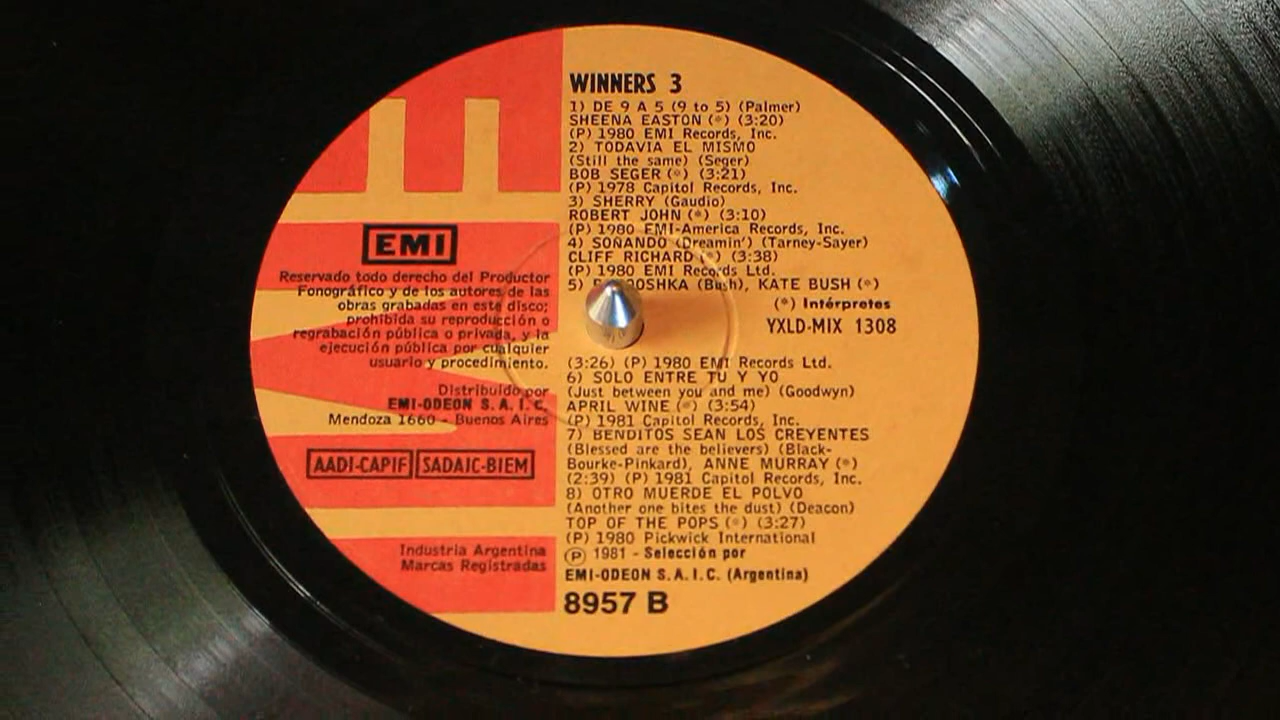 WINNERS 3
1) DE 9 A 5 (9 to 5) (Palmer)
SHEENA EASTON (*) (3:20)
(P) 1980 EMI Records, Inc.
2) TODAVIA EL MISMO
(Still the same) (Seger)
BOB SEGER (*) (3:21)
(P) 1978 Capitol Records, Inc.
3) SHERRY (Gaudio)
ROBERT JOHN (*) (3:10)
(P) 1980 EMI-America Records, Inc.
4) SOÑANDO (Dreamin') (Tarney-Sayer)
CLIFF RICHARD (*) (3:38)
(P) 1980 EMI Records Ltd.
5) (Bush), KATE BUSH (*)
(*) Intérpretes
YXLD-MIX 1308
(3:26) (P) 1980 EMI Records Ltd.
6) SOLO ENTRE TU Y YO
(Just between you and me) (Goodwyn)
APRIL WINE (*) (3:54)
(P) 1981 Capitol Records, Inc.
7) BENDITOS SEAN LOS CREYENTES
(Blessed are the believers) (Black-
Bourke-Pinkard), ANNE MURRAY (*)
(2:39) (P) 1981 Capitol Records, Inc.
8) OTRO MUERDE EL POLVO
(Another one bites the dust) (Deacon)
TOP OF THE POPS (*) (3:27)
(P) 1980 Pickwick International
Ⓟ 1981 - Selección por
EMI-ODEON S.A.I.C. (Argentina)
8957 B
EMI
EMI
Reservado todo derecho del Productor
Fonográfico y de los autores de las
obras grabadas en este disco;
prohibida su reproducción o
regrabación pública o privada, y la
ejecución pública por cualquier
usuario y procedimiento.
Distribuido por
EMI-ODEON S.A.I.C.
Mendoza 1660 - Buenos Aires
AADI-CAPIF SADAIC-BIEM
Industria Argentina
Marcas Registradas